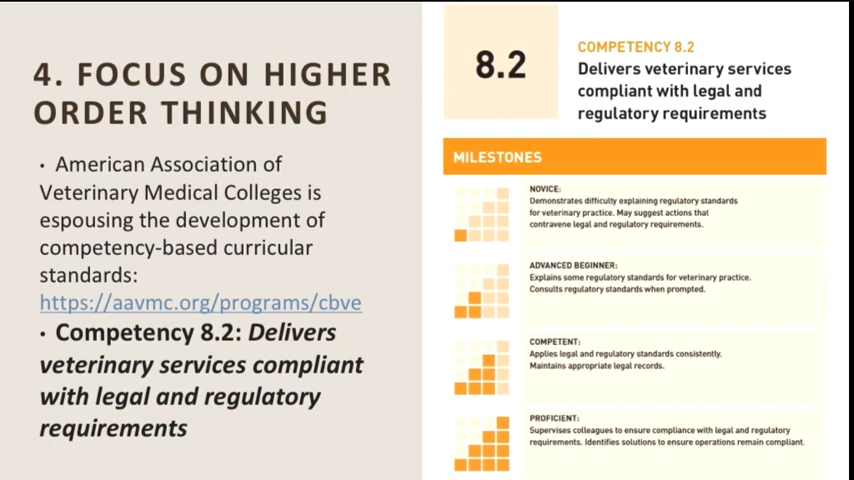 4. FOCUS ON HIGHER
ORDER THINKING
• American Association of
Veterinary Medical Colleges is
espousing the development of
competency-based curricular
standards:
https://aavmc.org/programs/cbve
• Competency 8.2: Delivers
veterinary services compliant
with legal and regulatory
requirements
8.2
COMPETENCY 8.2
Delivers veterinary services
compliant with legal and
regulatory requirements
MILESTONES
NOVICE:
Demonstrates difficulty explaining regulatory standards
for veterinary practice. May suggest actions that
contravene legal and regulatory requirements.
ADVANCED BEGINNER:
Explains some regulatory standards for veterinary practice.
Consults regulatory standards when prompted.
COMPETENT:
Applies legal and regulatory standards consistently.
Maintains appropriate legal records.
PROFICIENT:
Supervises colleagues to ensure compliance with legal and regulatory
requirements. Identifies solutions to ensure operations remain compliant.